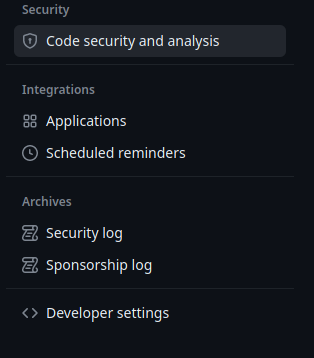 Security
Code security and analysis
Integrations
Applications
Scheduled reminders
Archives
Security log
Sponsorship log
Developer settings